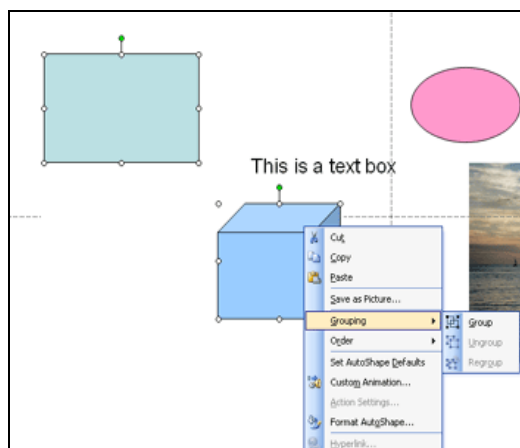 This is a text box
Cut
Copy
Paste
Save as Picture...
Grouping
Group
Ungroup
Regroup
Order
Set AutoShape Defaults
Custom Animation...
Action Settings...
Format AutoShape...
Hyperlink...